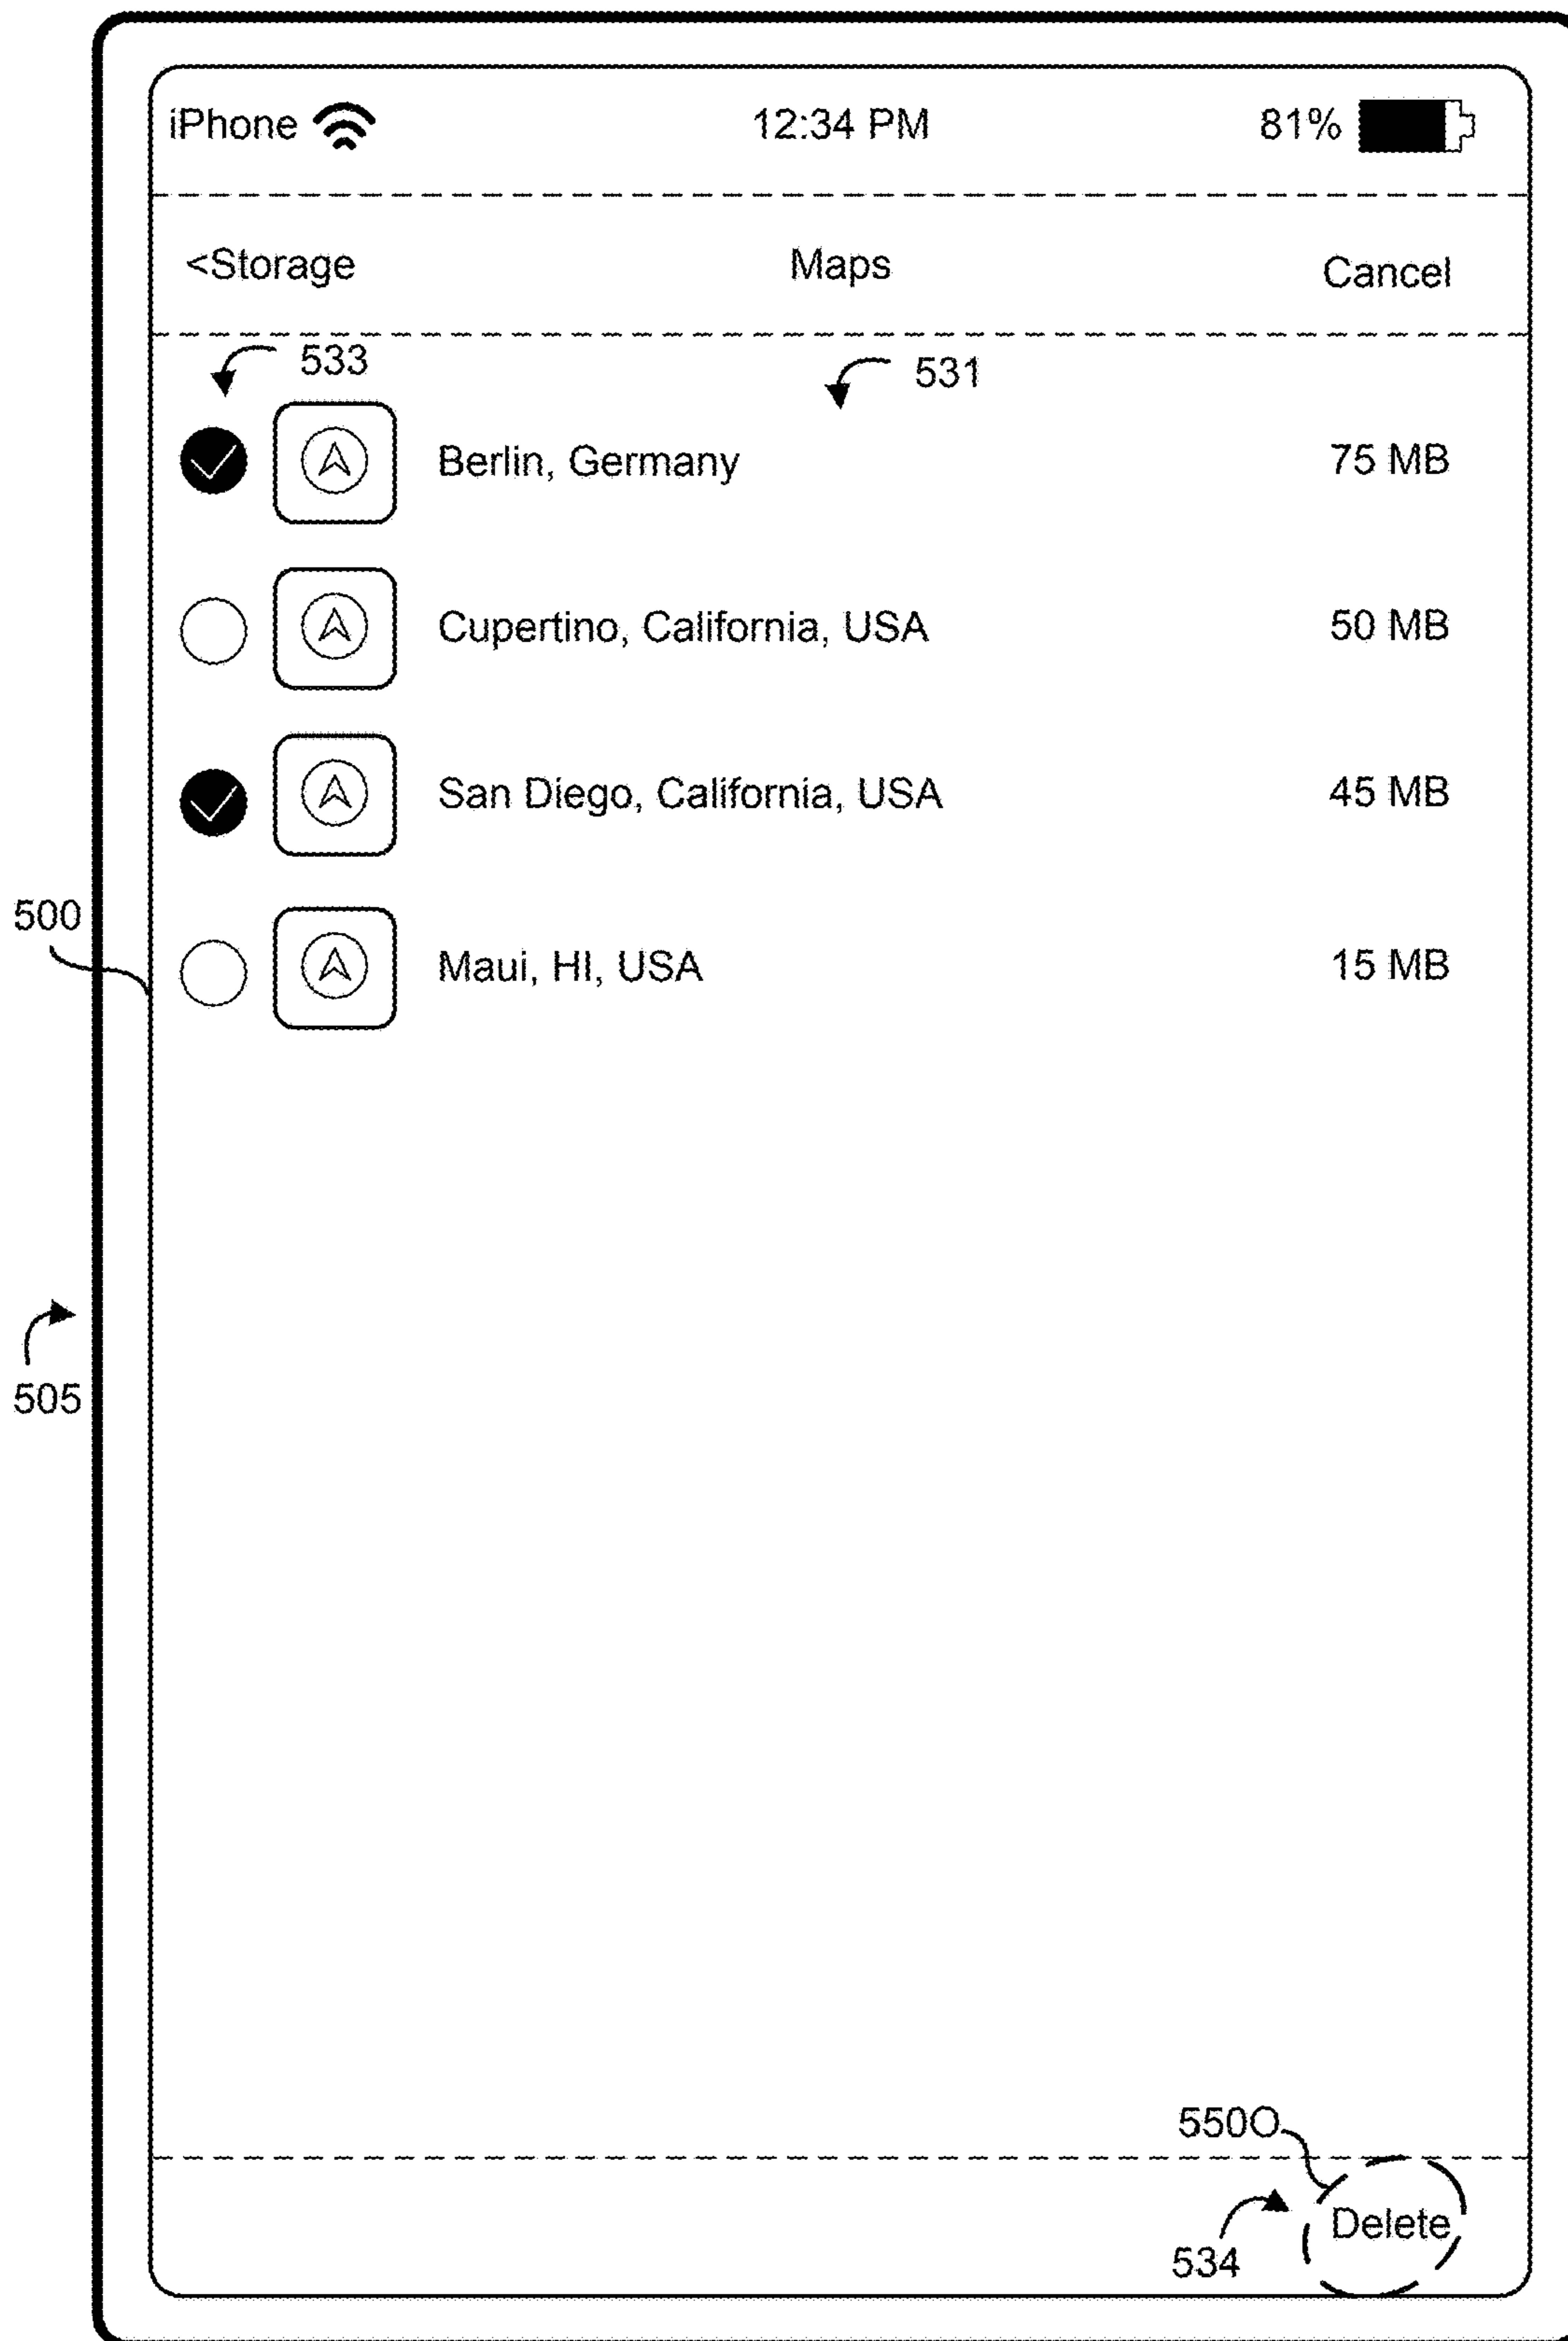 iPhone 12:34 PM 81%
<Storage Maps Cancel
533 531
Berlin, Germany 75 MB
Cupertino, California, USA 50 MB
San Diego, California, USA 45 MB
500
Maui, HI, USA 15 MB
505
550O
Delete
534